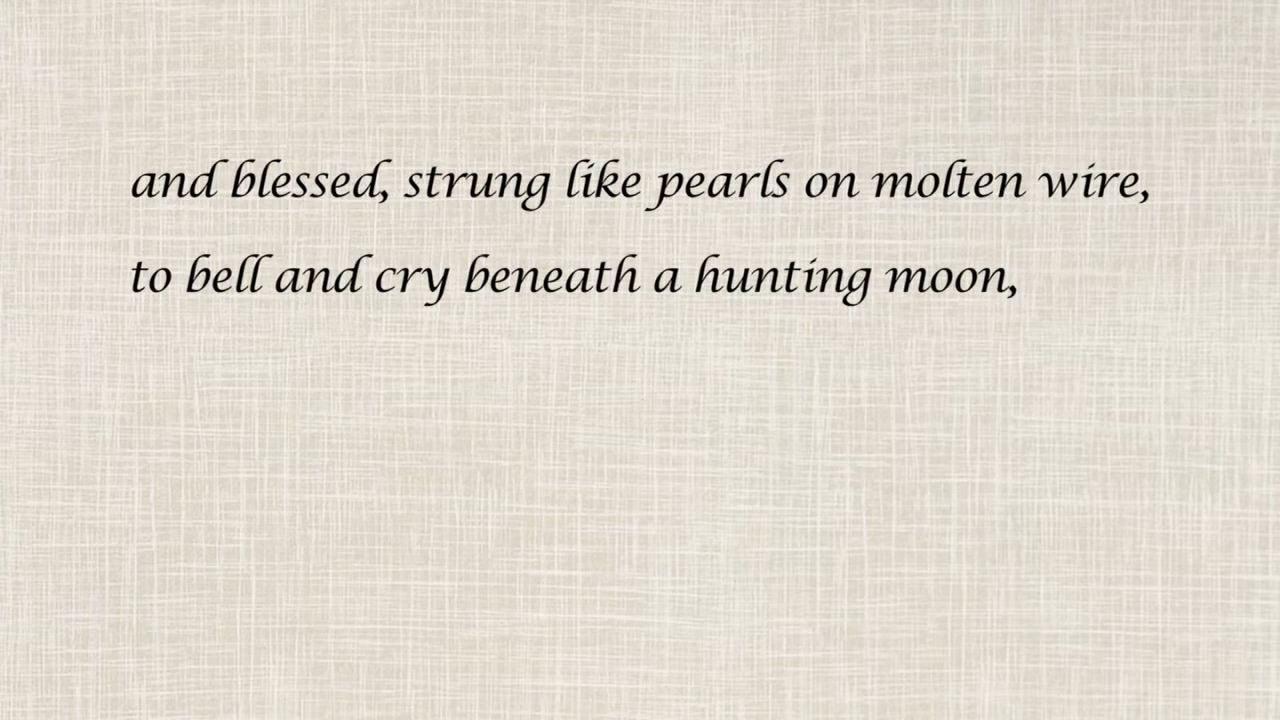 and blessed, strung like pearls on molten wire,
to bell and cry beneath a hunting moon,